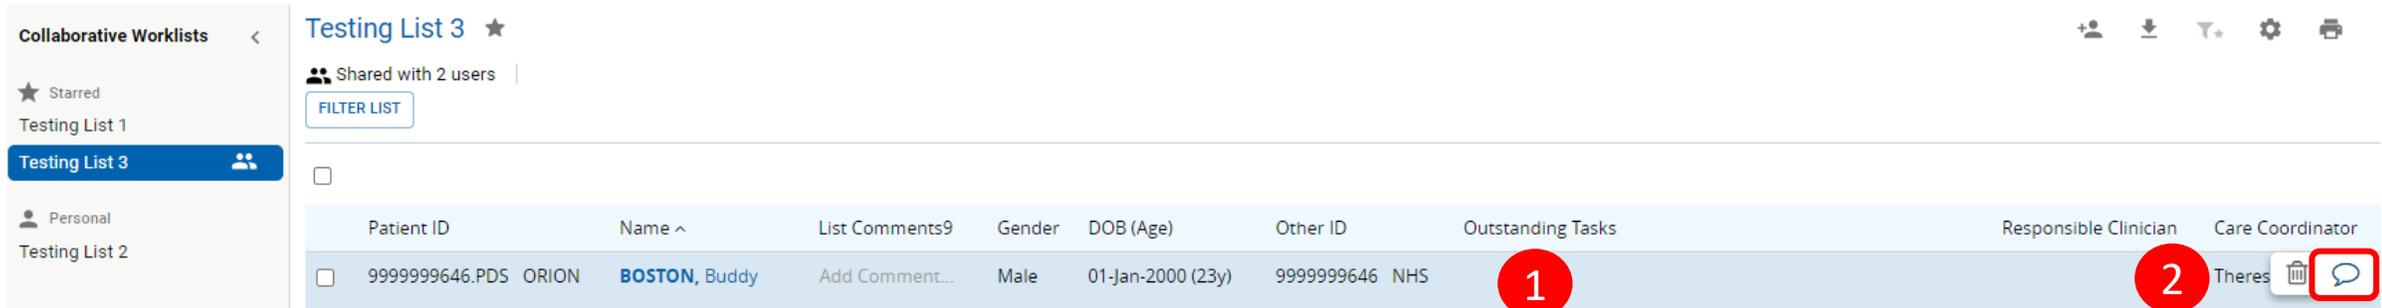 Collaborative Worklists
Starred
Testing List 1
Testing List 3
Personal
Testing List 2
Testing List 3
Shared with 2 users
FILTER LIST
Patient ID Name List Comments9 Gender DOB (Age) Other ID Outstanding Tasks Responsible Clinician Care Coordinator
9999999646.PDS ORION BOSTON, Buddy Add Comment... Male 01-Jan-2000 (23y) 9999999646 NHS 1 2 Theres